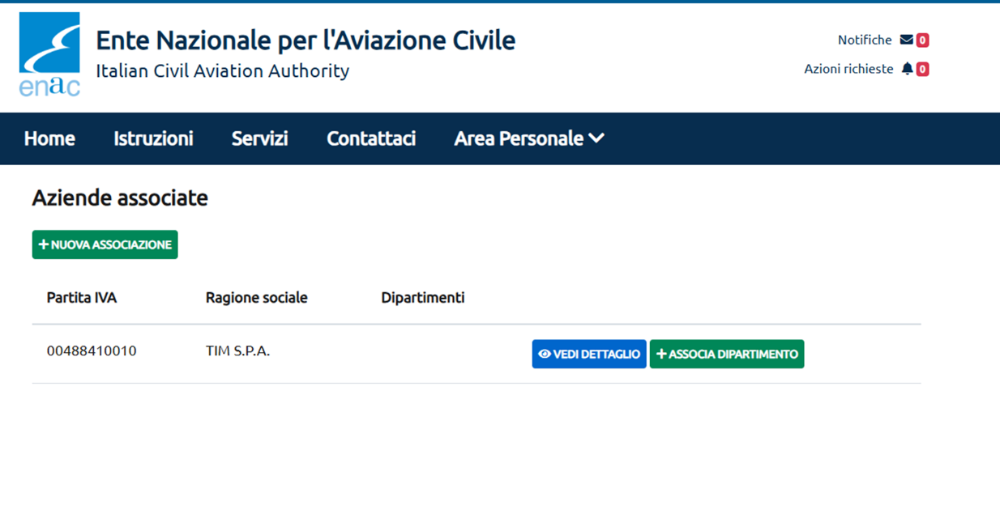 Ente Nazionale per l'Aviazione Civile
Italian Civil Aviation Authority
enac
Notifiche 0
Azioni richieste 0
Home Istruzioni Servizi Contattaci Area Personale
Aziende associate
+ NUOVA ASSOCIAZIONE
Partita IVA Ragione sociale Dipartimenti
00488410010 TIM S.P.A. VEDI DETTAGLIO + ASSOCIA DIPARTIMENTO